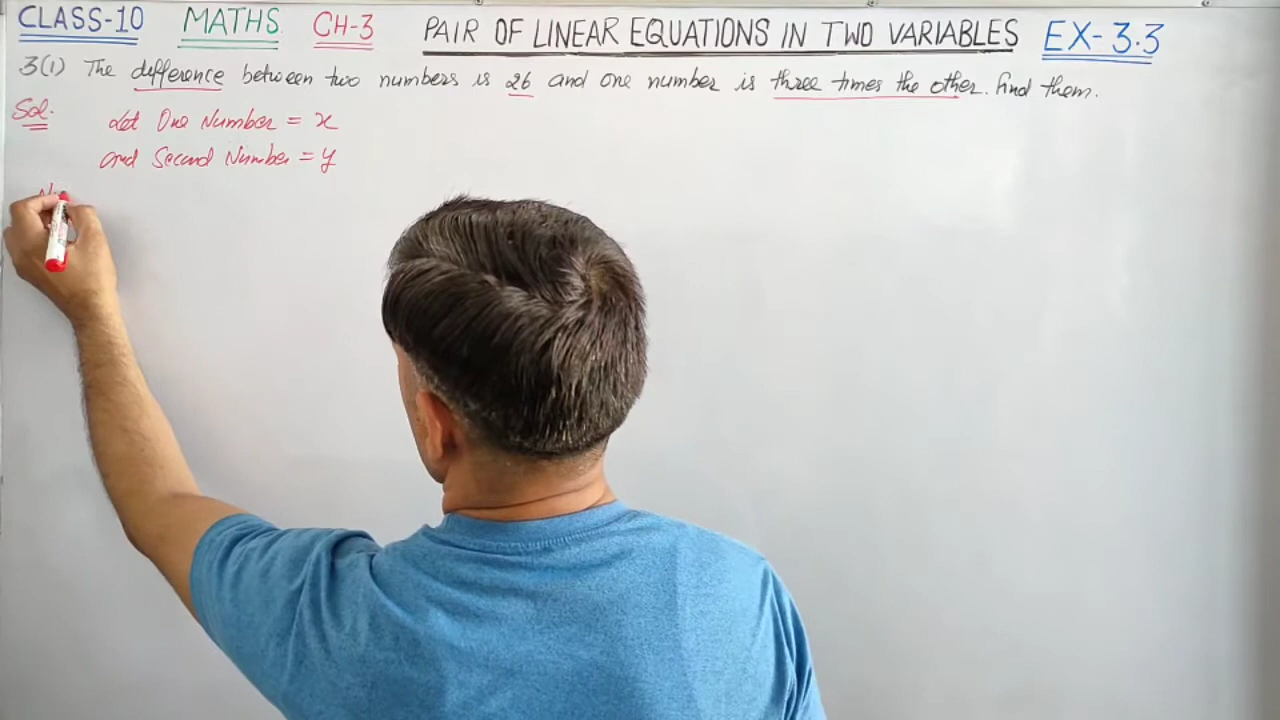 CLASS-10 MATHS CH-3 PAIR OF LINEAR EQUATIONS IN TWO VARIABLES EX-3.3
3(1) The difference between two numbers is 26 and one number is three times the other. Find them.
Sol. Let One Number = x
and Second Number = y